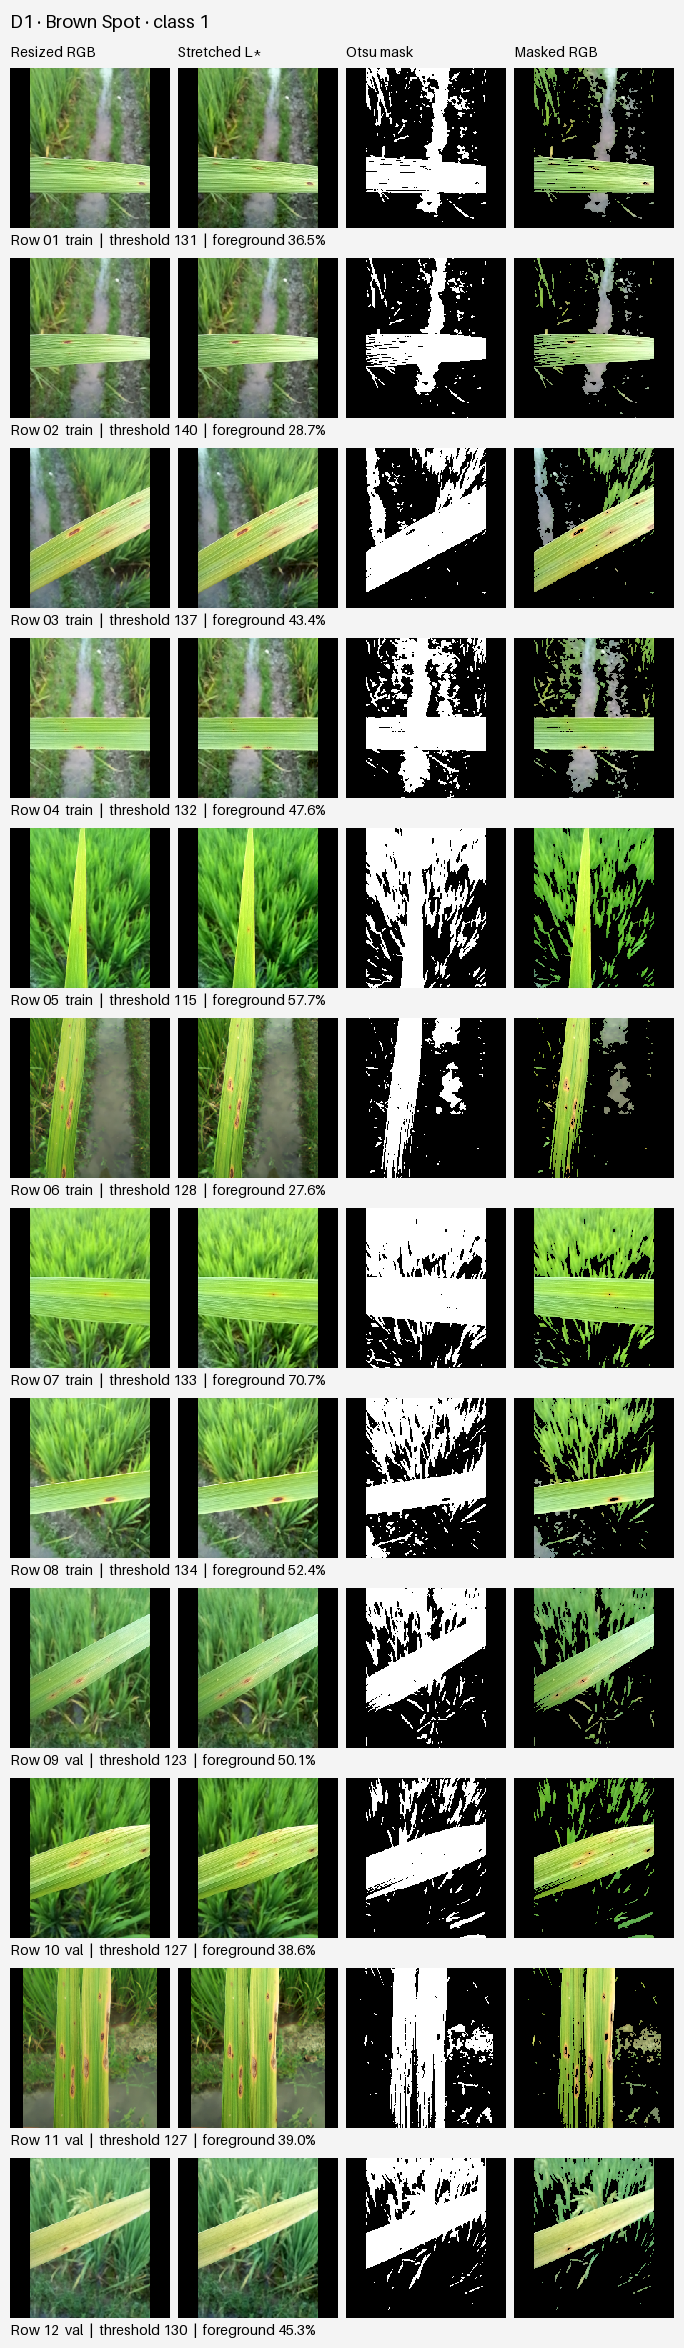 D1 · Brown Spot · class 1
Resized RGB Stretched L* Otsu mask Masked RGB
Row 01 train | threshold 131 | foreground 36.5%
Row 02 train | threshold 140 | foreground 28.7%
Row 03 train | threshold 137 | foreground 43.4%
Row 04 train | threshold 132 | foreground 47.6%
Row 05 train | threshold 115 | foreground 57.7%
Row 06 train | threshold 128 | foreground 27.6%
Row 07 train | threshold 133 | foreground 70.7%
Row 08 train | threshold 134 | foreground 52.4%
Row 09 val | threshold 123 | foreground 50.1%
Row 10 val | threshold 127 | foreground 38.6%
Row 11 val | threshold 127 | foreground 39.0%
Row 12 val | threshold 130 | foreground 45.3%